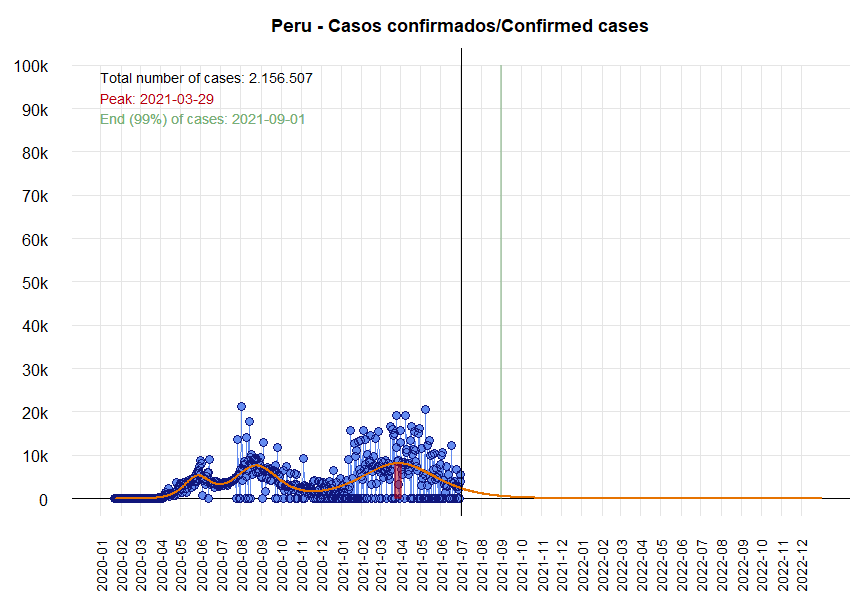 Peru - Casos confirmados/Confirmed cases
100k
90k
80k
70k
60k
50k
40k
30k
20k
10k
0
Total number of cases: 2.156.507
Peak: 2021-03-29
End (99%) of cases: 2021-09-01
2020-01
2020-02
2020-03
2020-04
2020-05
2020-06
2020-07
2020-08
2020-09
2020-10
2020-11
2020-12
2021-01
2021-02
2021-03
2021-04
2021-05
2021-06
2021-07
2021-08
2021-09
2021-10
2021-11
2021-12
2022-01
2022-02
2022-03
2022-04
2022-05
2022-06
2022-07
2022-08
2022-09
2022-10
2022-11
2022-12